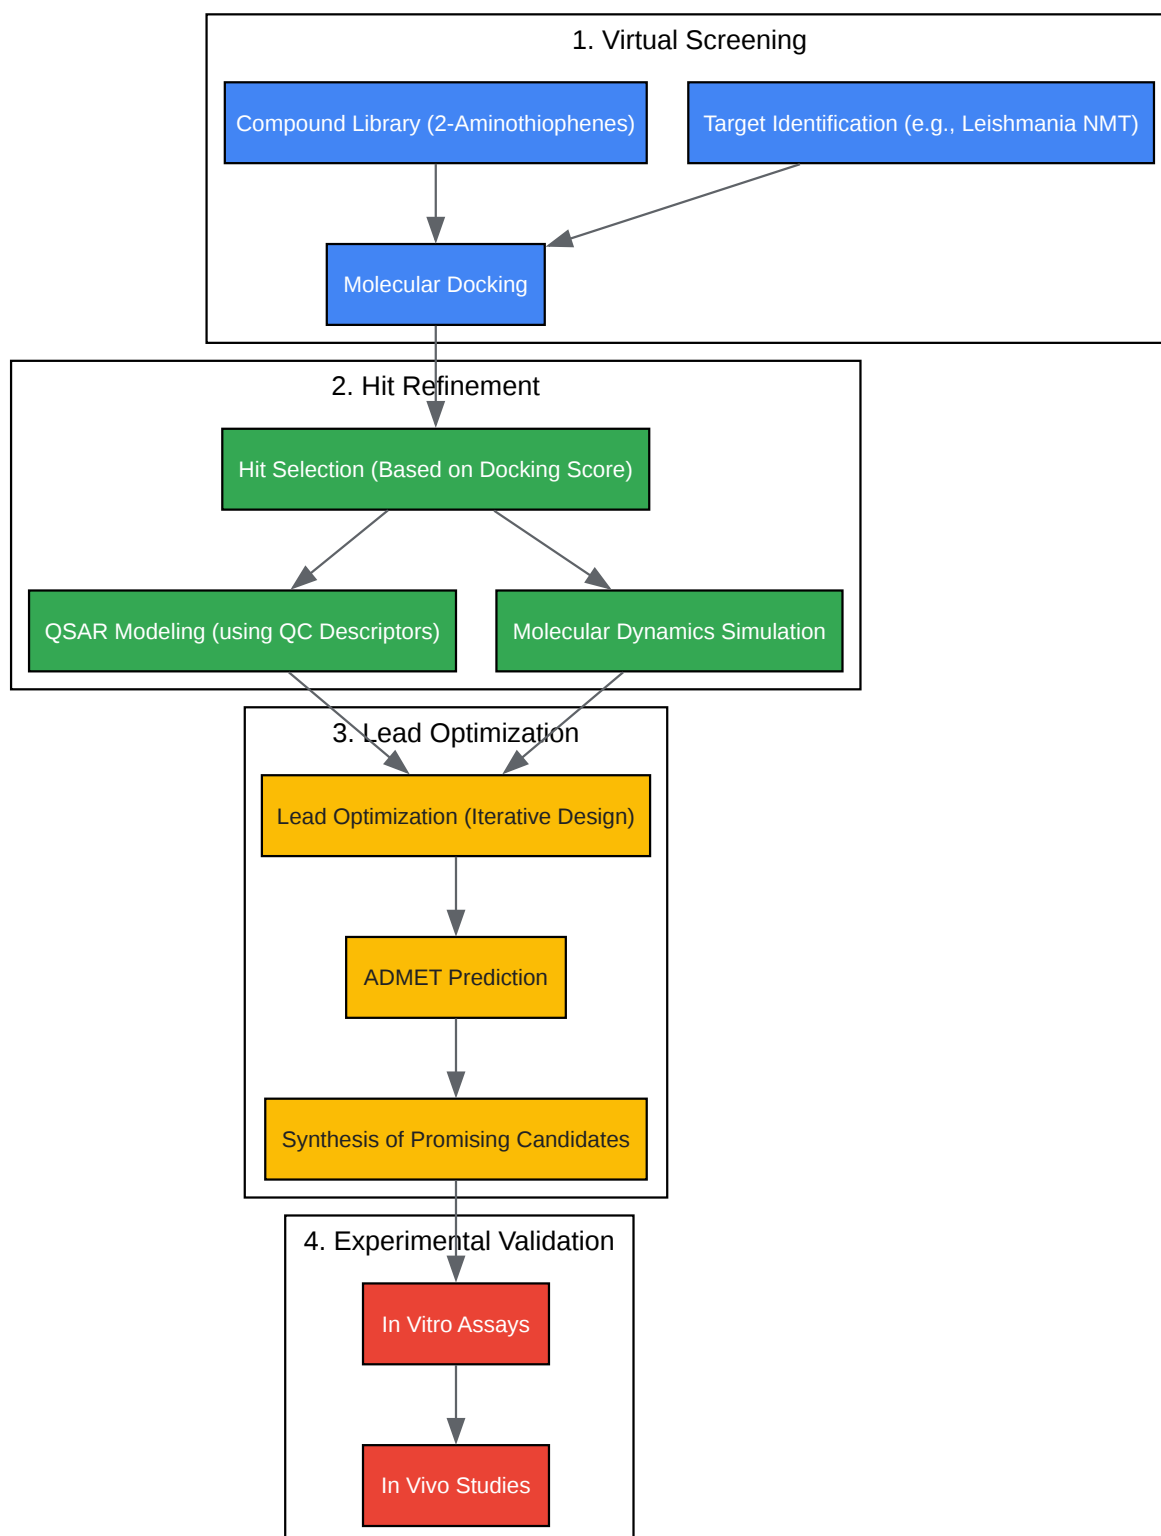 1. Virtual Screening
Compound Library (2-Aminothiophenes)
Target Identification (e.g., Leishmania NMT)
Molecular Docking
2. Hit Refinement
Hit Selection (Based on Docking Score)
QSAR Modeling (using QC Descriptors)
Molecular Dynamics Simulation
3. Lead Optimization
Lead Optimization (Iterative Design)
ADMET Prediction
Synthesis of Promising Candidates
4. Experimental Validation
In Vitro Assays
In Vivo Studies